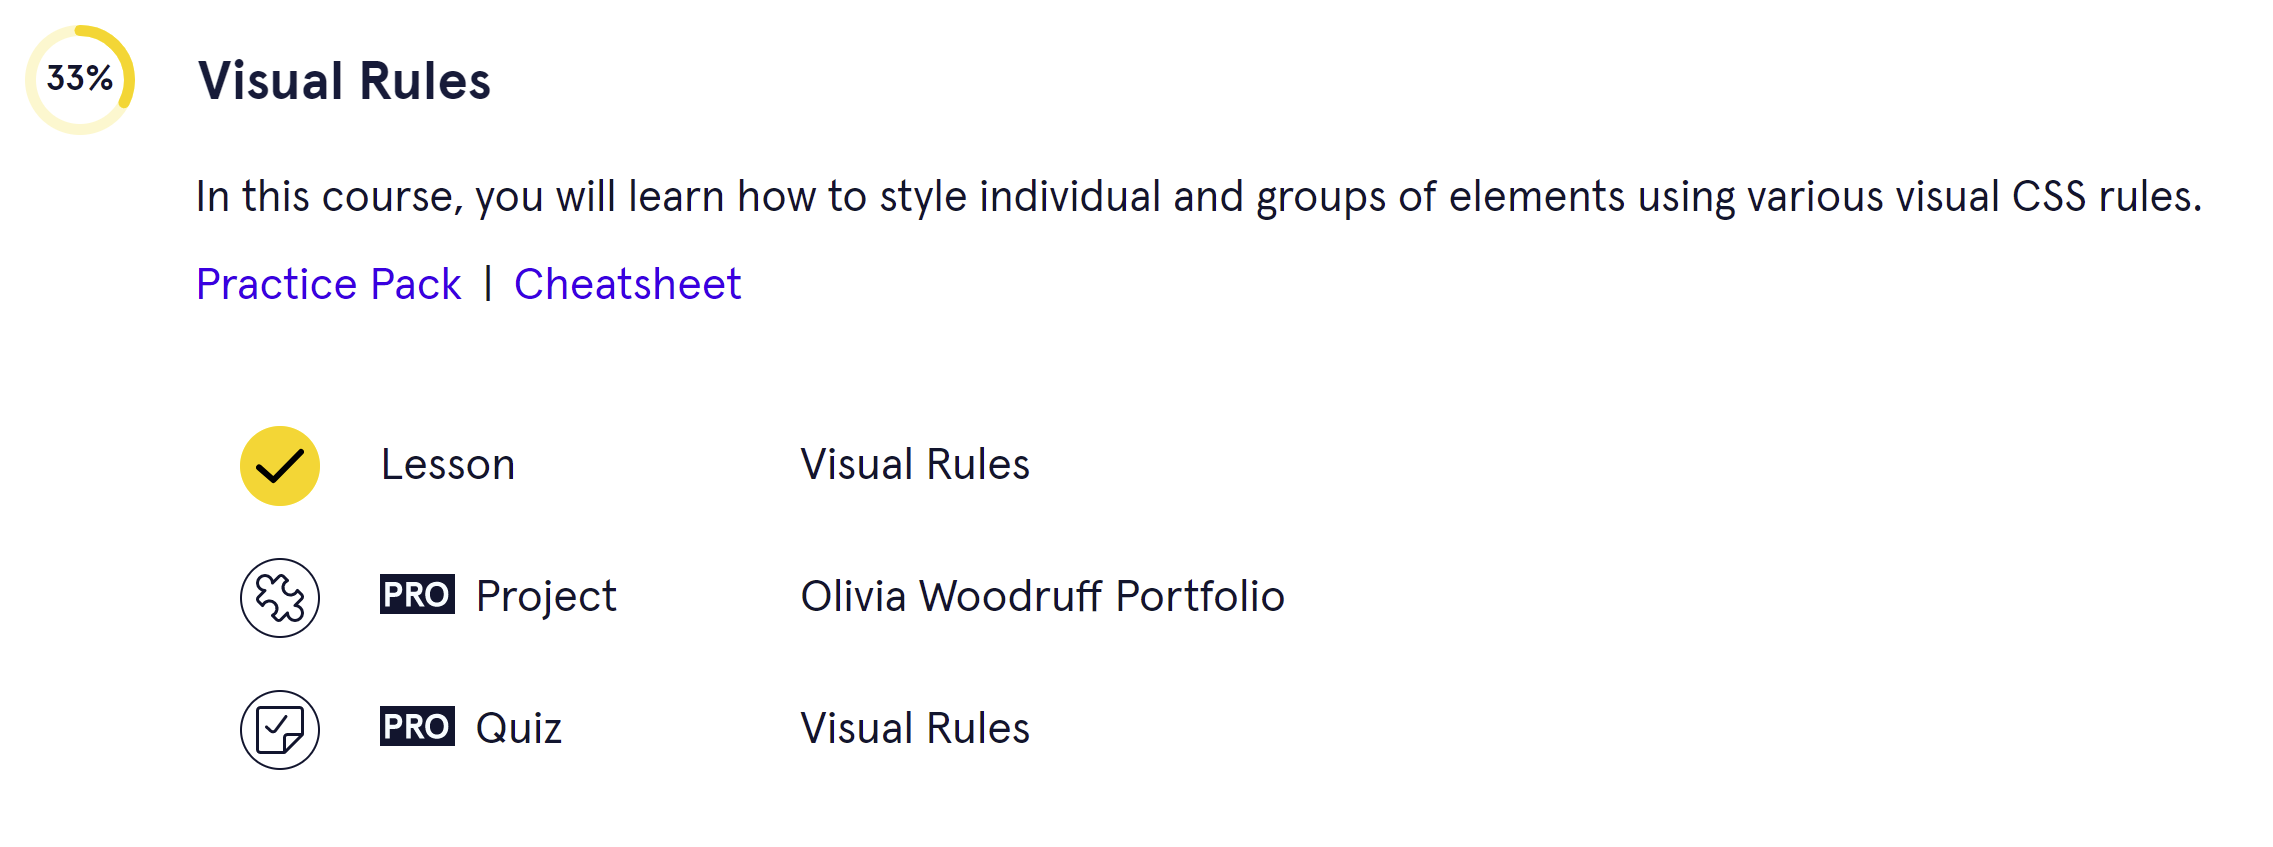 33%
Visual Rules
In this course, you will learn how to style individual and groups of elements using various visual CSS rules.
Practice Pack | Cheatsheet
Lesson Visual Rules
PRO Project Olivia Woodruff Portfolio
PRO Quiz Visual Rules